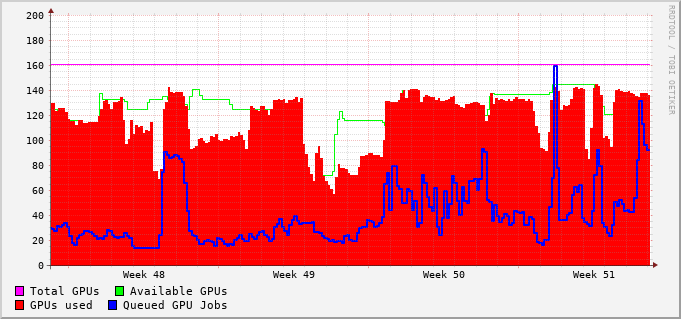 200
180
160
140
120
100
80
60
40
20
0
Week 48 Week 49 Week 50 Week 51
Total GPUs Available GPUs
GPUs used Queued GPU Jobs
RRDTOOL / TOBI OETIKER